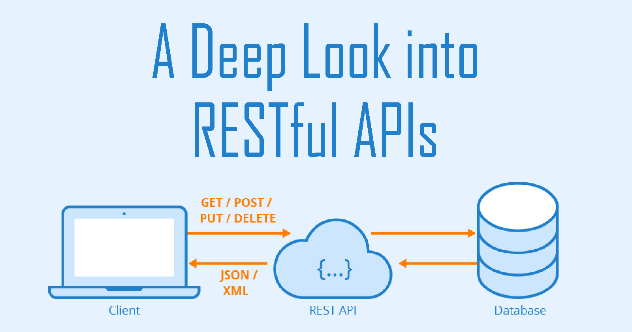 A Deep Look into
RESTful APIs
GET / POST /
PUT / DELETE
JSON /
XML
{...}
Client
REST API
Database